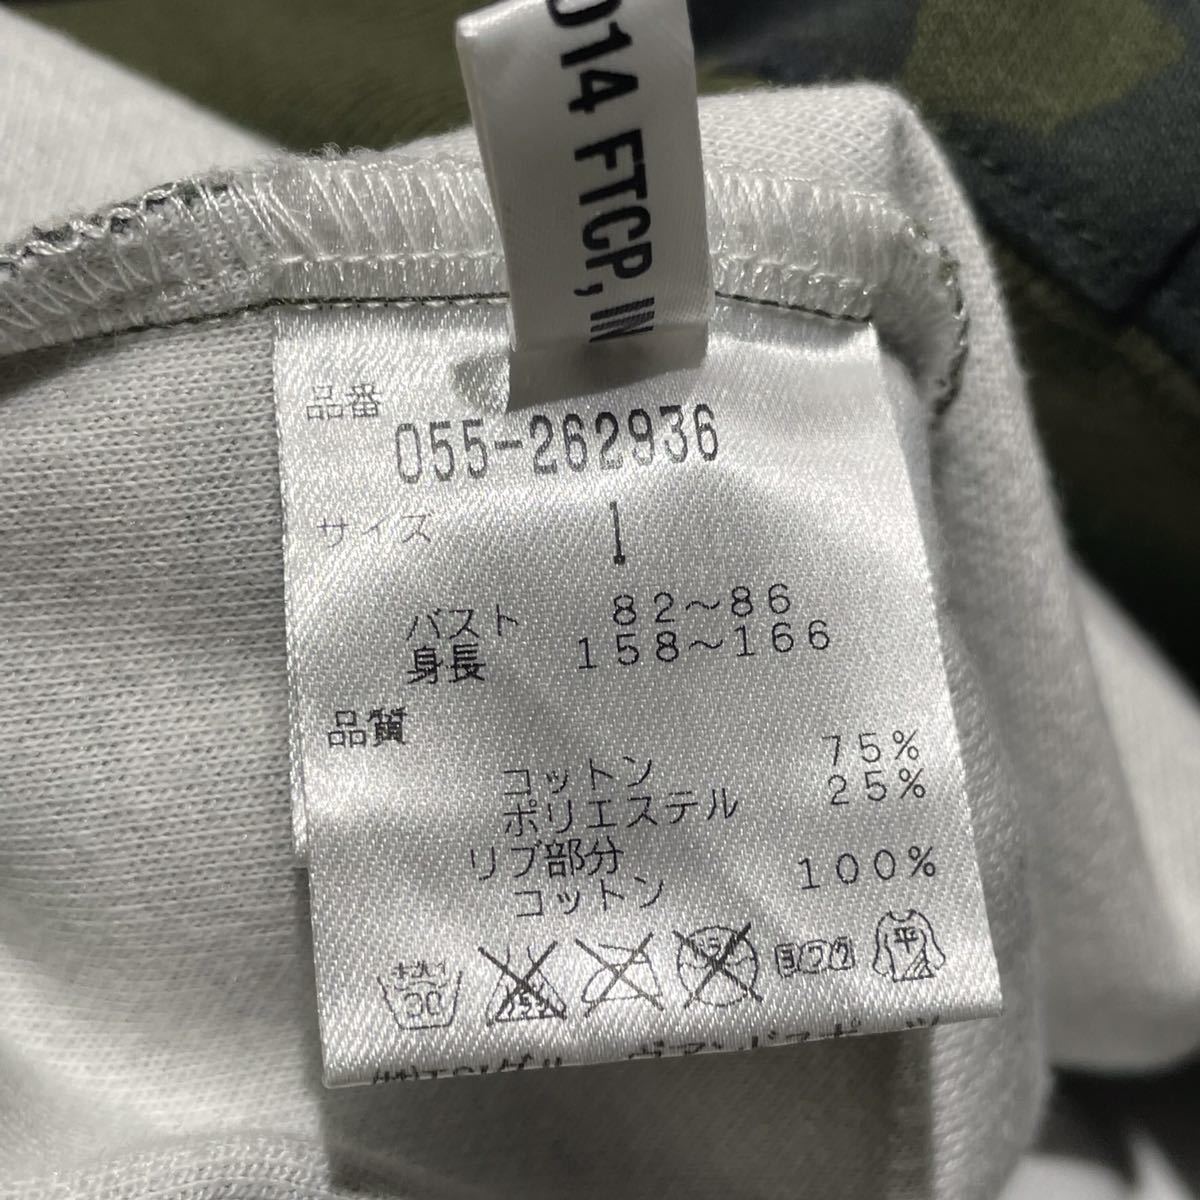 014 FTCP, IN
品番
055-262936
サイズ 1
バスト 82～86
身長 158～166
品質
コットン 75%
ポリエステル 25%
リブ部分
コットン 100%
30
平